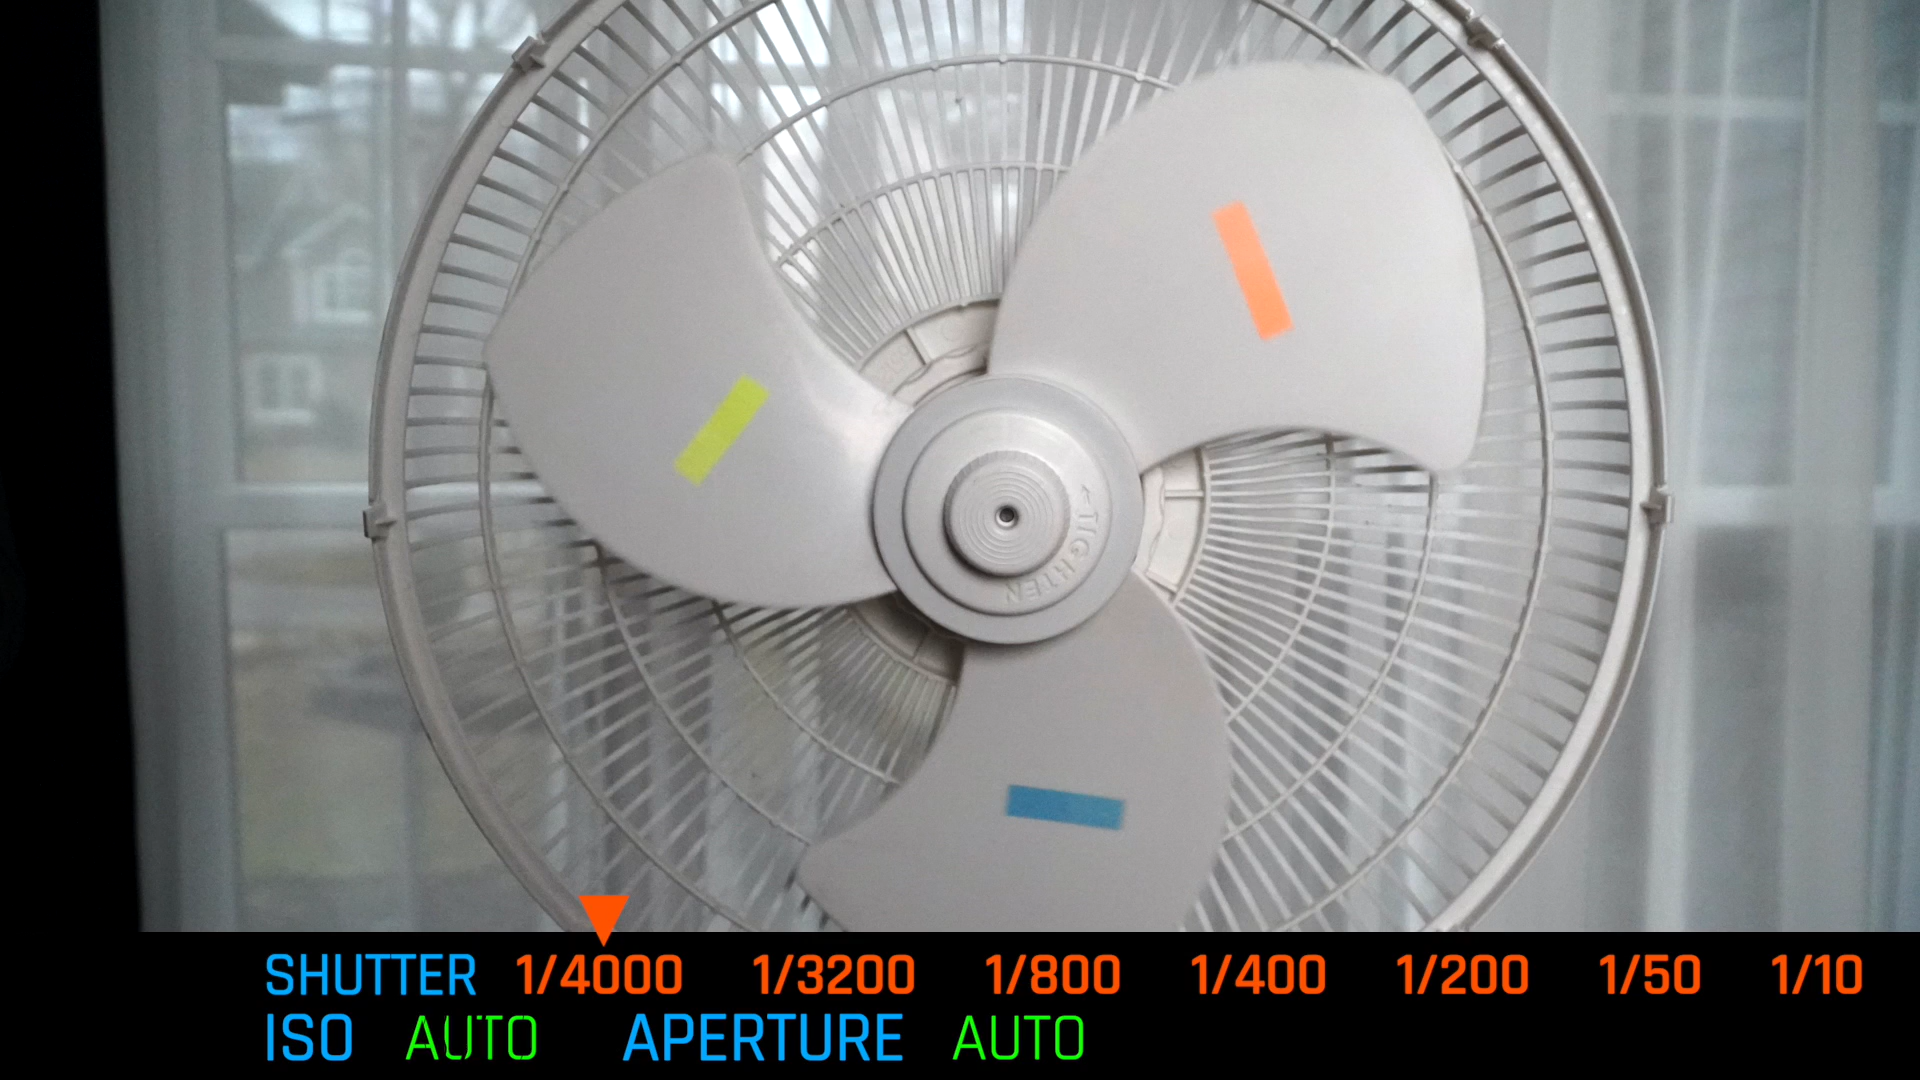 ←TIGHTEN
SHUTTER 1/4000 1/3200 1/800 1/400 1/200 1/50 1/10
ISO AUTO APERTURE AUTO